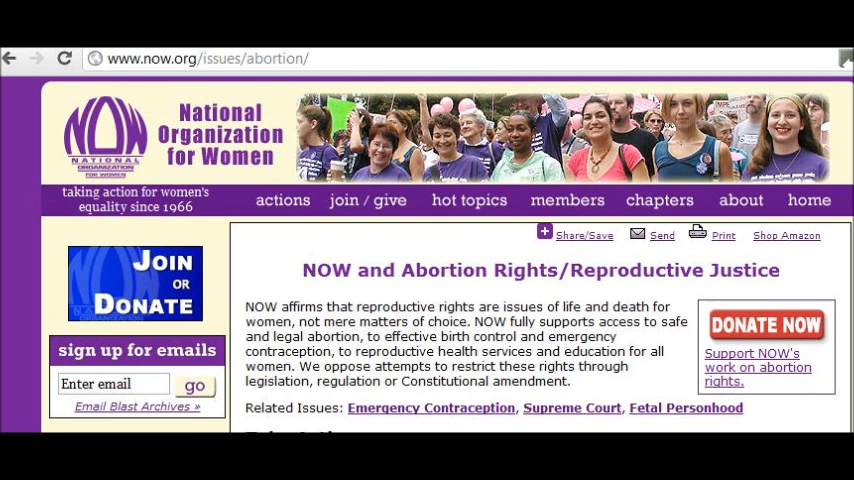 www.now.org/issues/abortion/
NOW
NATIONAL
ORGANIZATION
FOR WOMEN
National
Organization
for Women
taking action for women's
equality since 1966
actions join / give hot topics members chapters about home
Share/Save Send Print Shop Amazon
JOIN
OR
DONATE
sign up for emails
Enter email go
Email Blast Archives »
NOW and Abortion Rights/Reproductive Justice
NOW affirms that reproductive rights are issues of life and death for
women, not mere matters of choice. NOW fully supports access to safe
and legal abortion, to effective birth control and emergency
contraception, to reproductive health services and education for all
women. We oppose attempts to restrict these rights through
legislation, regulation or Constitutional amendment.
DONATE NOW
Support NOW's
work on abortion
rights.
Related Issues: Emergency Contraception, Supreme Court, Fetal Personhood